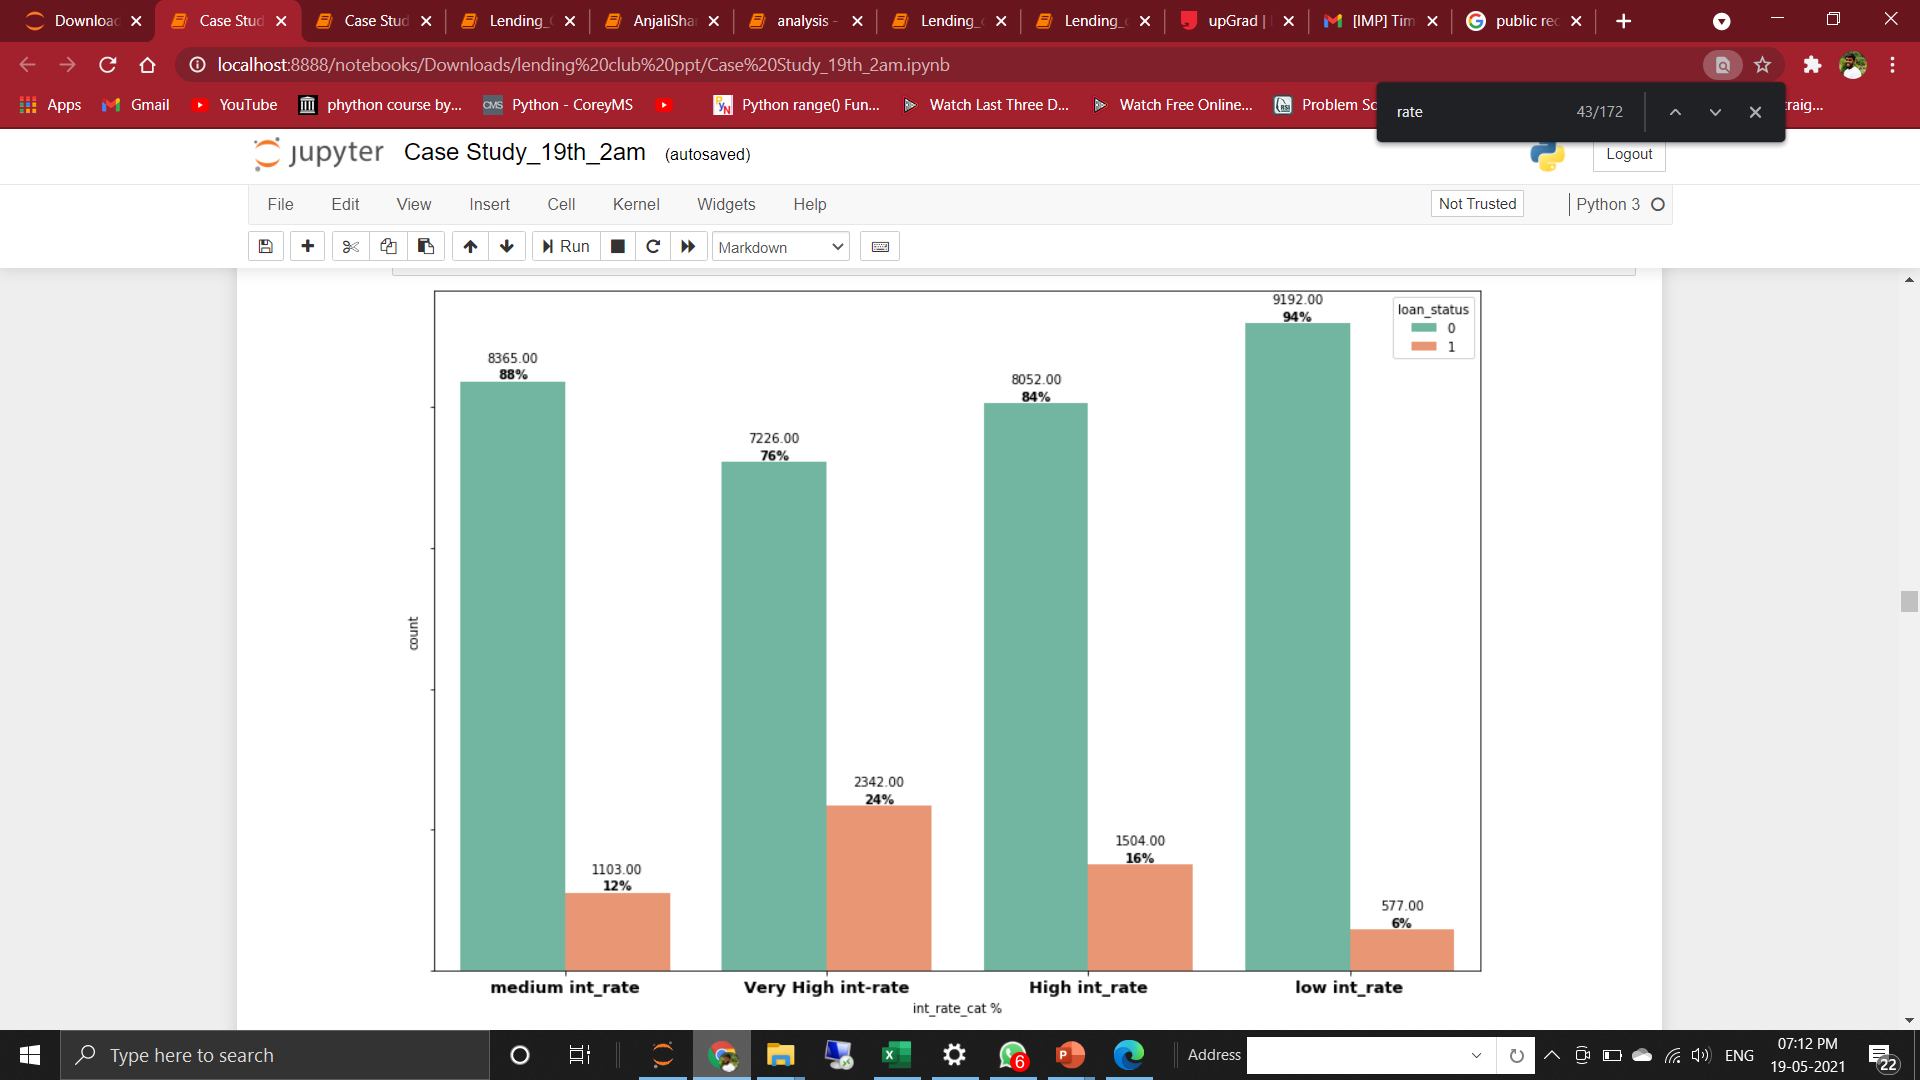 Downloac
Case Stud
Case Stud
Lending_
AnjaliShar
analysis -
Lending_
Lending_
upGrad |
[IMP] Tim
public rec
localhost:8888/notebooks/Downloads/lending%20club%20ppt/Case%20Study_19th_2am.ipynb
Apps
Gmail
YouTube
phython course by...
CMS
Python - CoreyMS
Python range() Fun...
Watch Last Three D...
Watch Free Online...
Problem Sc
raig...
rate
43/172
jupyter
Case Study_19th_2am
(autosaved)
Logout
File
Edit
View
Insert
Cell
Kernel
Widgets
Help
Not Trusted
Python 3
Run
Markdown
loan_status
0
1
8365.00
88%
7226.00
76%
8052.00
84%
9192.00
94%
1103.00
12%
2342.00
24%
1504.00
16%
577.00
6%
count
medium int_rate
Very High int-rate
High int_rate
low int_rate
int_rate_cat %
Type here to search
6
Address
ENG
07:12 PM
19-05-2021
22